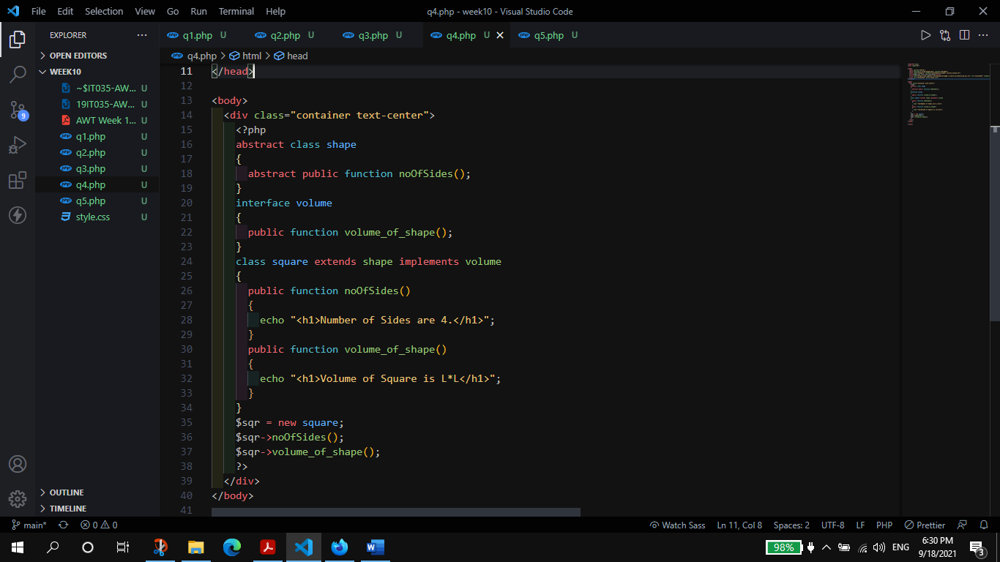 File Edit Selection View Go Run Terminal Help
q4.php - week10 - Visual Studio Code
EXPLORER
q1.php U
q2.php U
q3.php U
q4.php U
q5.php U
OPEN EDITORS
q4.php > html > head
WEEK10
~$IT035-AW... U
19IT035-AW... U
AWT Week 1... U
q1.php U
q2.php U
q3.php U
q4.php U
q5.php U
style.css U
9
OUTLINE
TIMELINE
11 </head>
12
13 <body>
14 <div class="container text-center">
15 <?php
16 abstract class shape
17 {
18 abstract public function noOfSides();
19 }
20 interface volume
21 {
22 public function volume_of_shape();
23 }
24 class square extends shape implements volume
25 {
26 public function noOfSides()
27 {
28 echo "<h1>Number of Sides are 4.</h1>";
29 }
30 public function volume_of_shape()
31 {
32 echo "<h1>Volume of Square is L*L</h1>";
33 }
34 }
35 $sqr = new square;
36 $sqr->noOfSides();
37 $sqr->volume_of_shape();
38 ?>
39 </div>
40 </body>
41
main* 0 0
Watch Sass Ln 11, Col 8 Spaces: 2 UTF-8 LF PHP Prettier
98% ENG
6:30 PM
9/18/2021
3